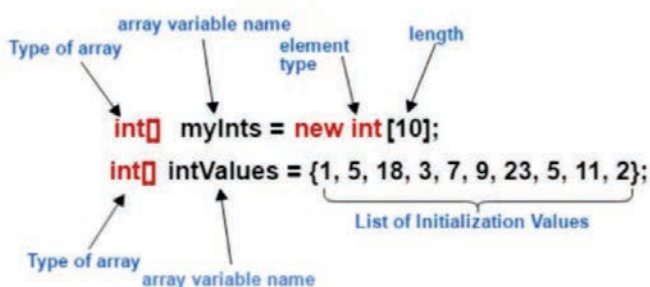 array variable name
Type of array
element type
length
int[] myInts = new int [10];
int[] intValues = {1, 5, 18, 3, 7, 9, 23, 5, 11, 2};
List of Initialization Values
Type of array
array variable name